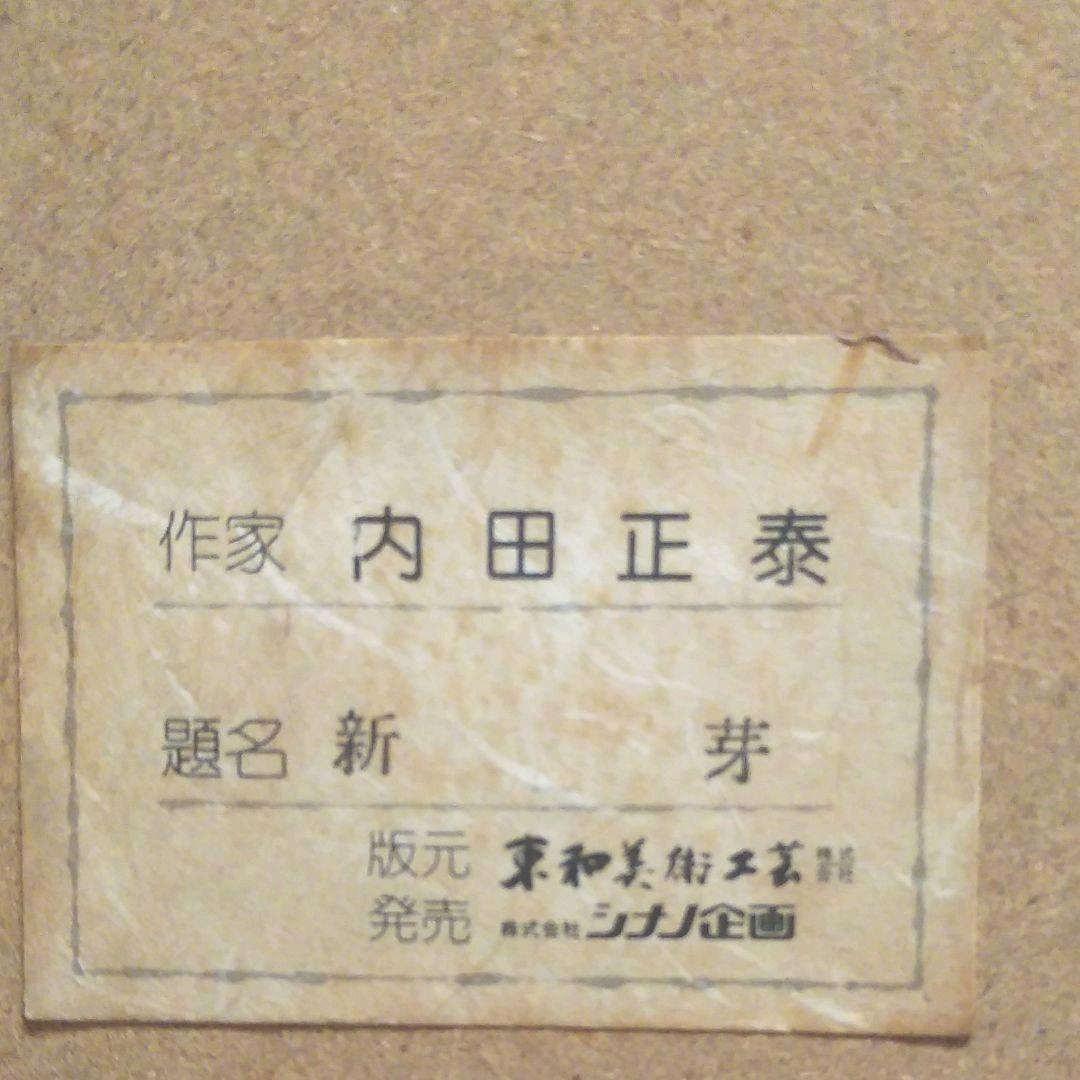 作家 内田正泰
題名 新芽
版元 東和美術工芸株式会社
発売 株式会社シナノ企画